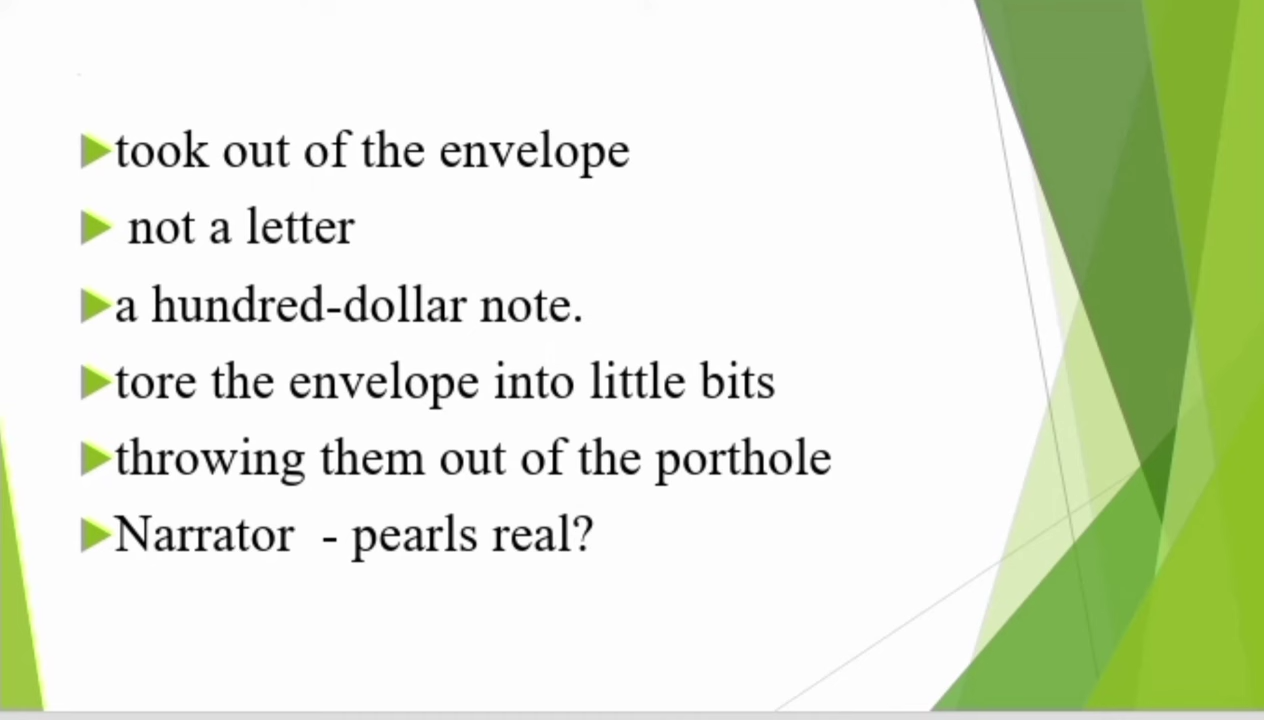 took out of the envelope
not a letter
a hundred-dollar note.
tore the envelope into little bits
throwing them out of the porthole
Narrator - pearls real?